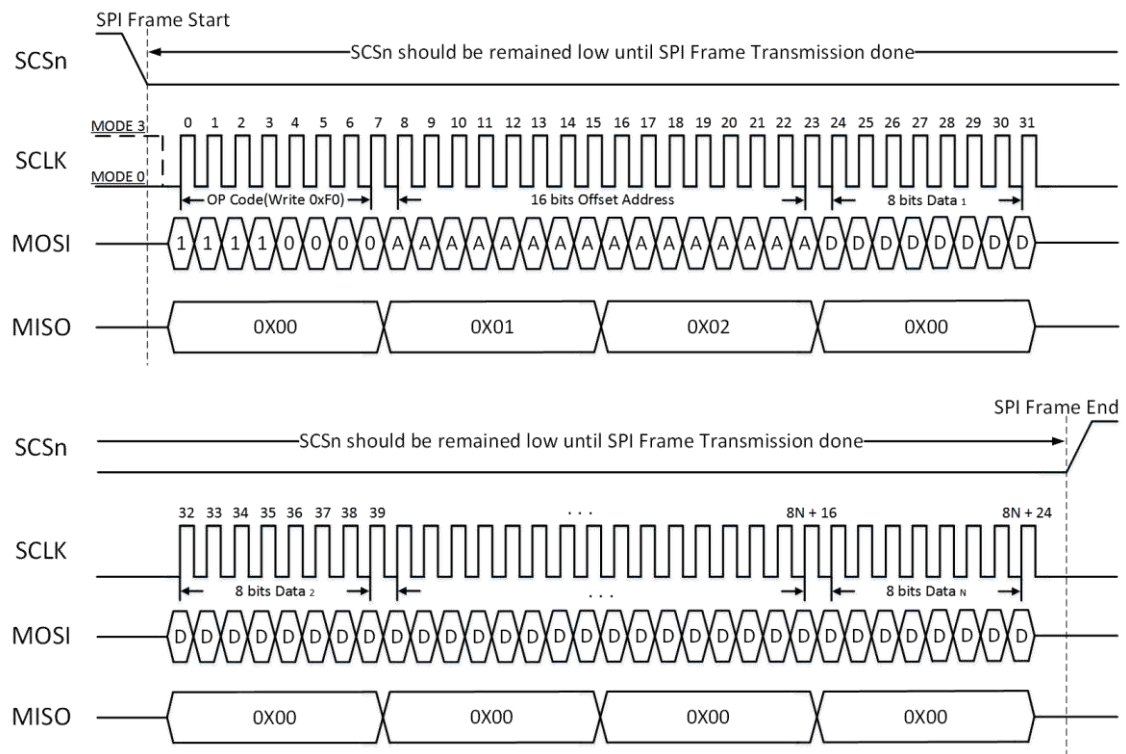 SPI Frame Start
SCSn
SCSn should be remained low until SPI Frame Transmission done
0 1 2 3 4 5 6 7 8 9 10 11 12 13 14 15 16 17 18 19 20 21 22 23 24 25 26 27 28 29 30 31
MODE 3
SCLK
MODE 0
OP Code(Write 0xF0) 16 bits Offset Address 8 bits Data 1
MOSI 1 1 1 1 0 0 0 0 A A A A A A A A A A A A A A A A D D D D D D D D
MISO 0X00 0X01 0X02 0X00
SPI Frame End
SCSn SCSn should be remained low until SPI Frame Transmission done
32 33 34 35 36 37 38 39 . . . 8N + 16 8N + 24
SCLK
8 bits Data 2 . . . 8 bits Data N
MOSI D D D D D D D D D D D D D D D D D D D D D D D D D D D D D D D D
MISO 0X00 0X00 0X00 0X00